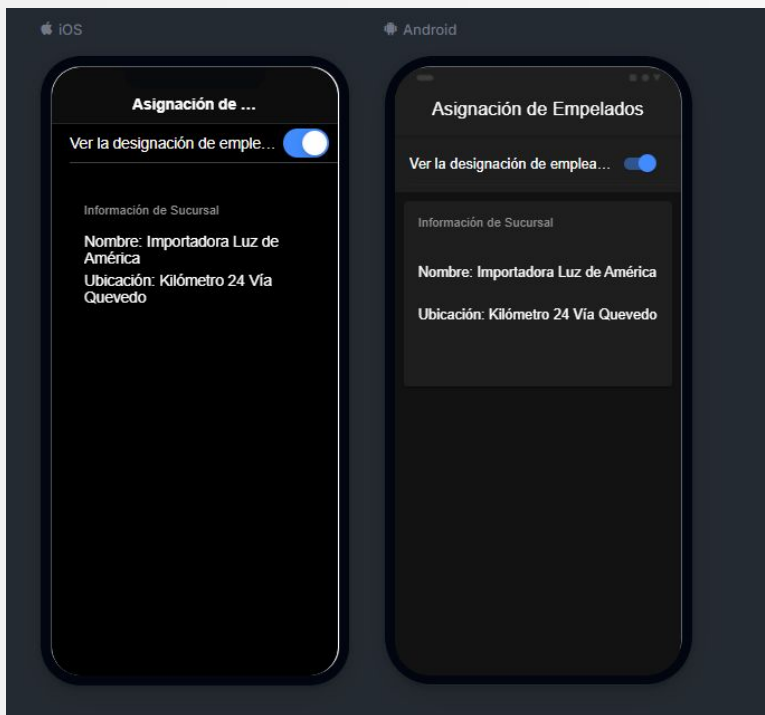 iOS
Asignación de ...
Ver la designación de emple...
Información de Sucursal
Nombre: Importadora Luz de
América
Ubicación: Kilómetro 24 Vía
Quevedo
Android
Asignación de Empelados
Ver la designación de emplea...
Información de Sucursal
Nombre: Importadora Luz de América
Ubicación: Kilómetro 24 Vía Quevedo